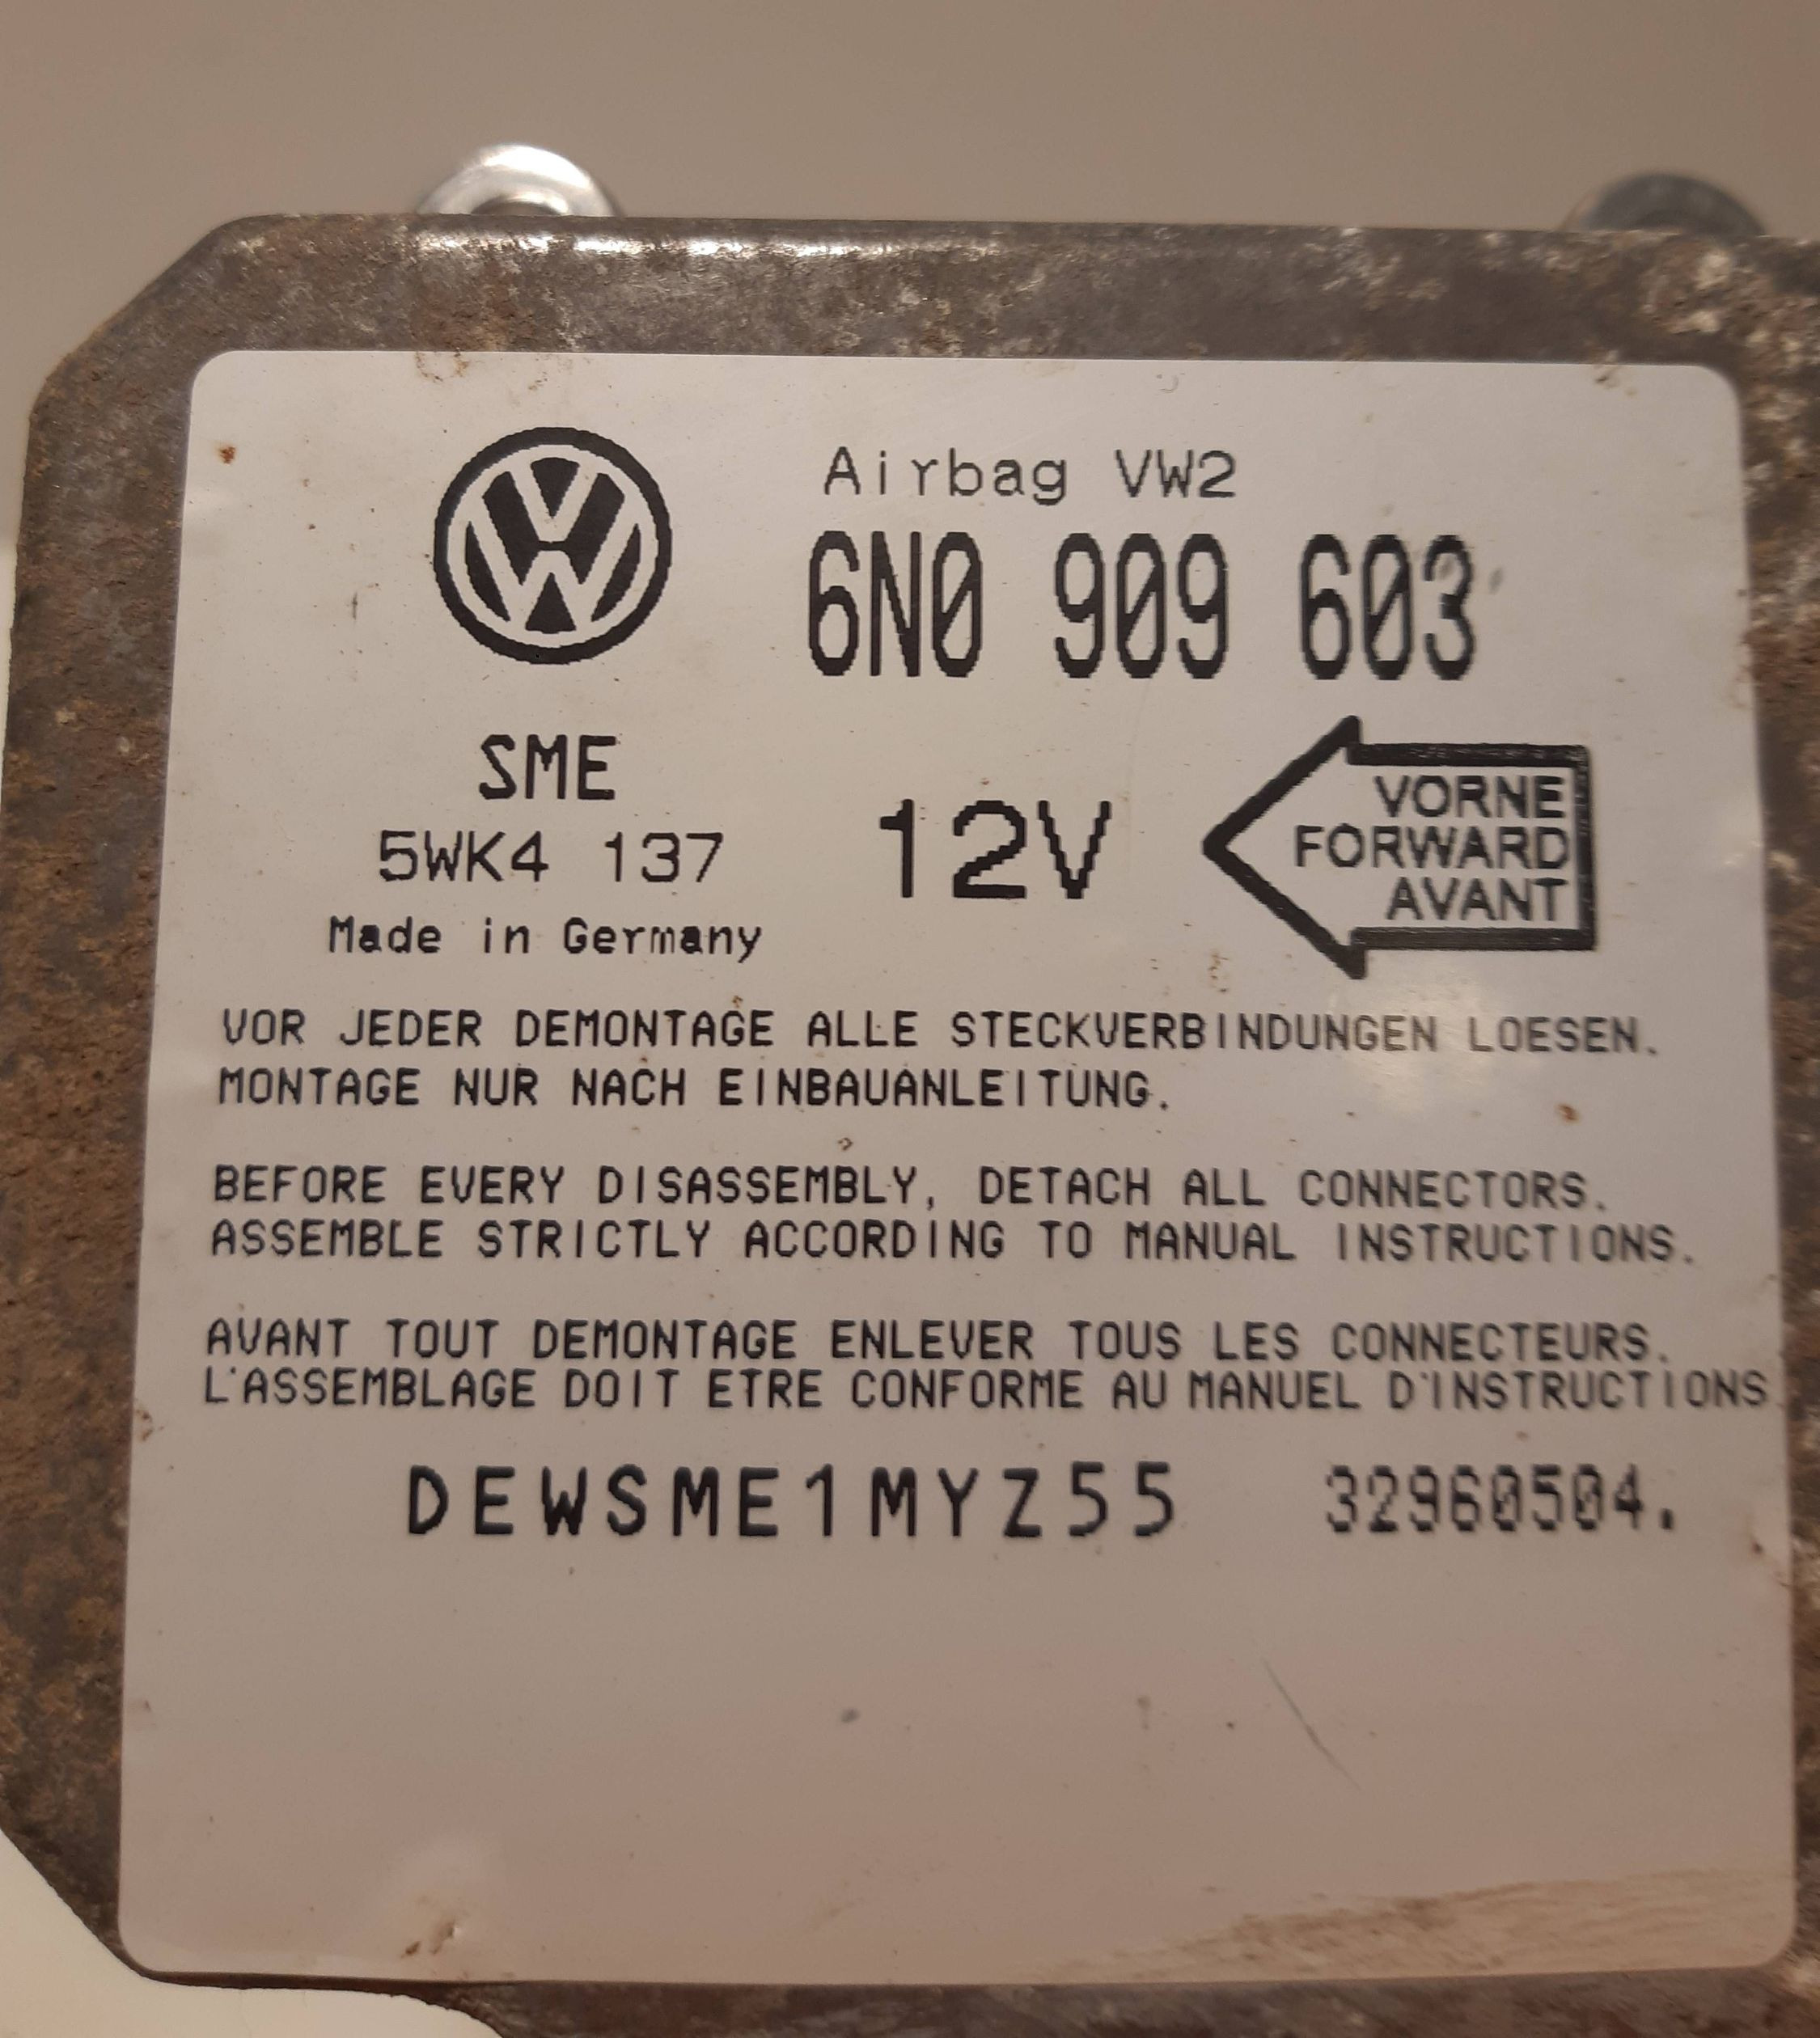 Airbag VW2
6N0 909 603
SME
5WK4 137
Made in Germany
12V
VORNE
FORWARD
AVANT
VOR JEDER DEMONTAGE ALLE STECKVERBINDUNGEN LOESEN.
MONTAGE NUR NACH EINBAUANLEITUNG.
BEFORE EVERY DISASSEMBLY, DETACH ALL CONNECTORS.
ASSEMBLE STRICTLY ACCORDING TO MANUAL INSTRUCTIONS.
AVANT TOUT DEMONTAGE ENLEVER TOUS LES CONNECTEURS.
L'ASSEMBLAGE DOIT ETRE CONFORME AU MANUEL D'INSTRUCTIONS
DEWSME1MYZ55 32960504.